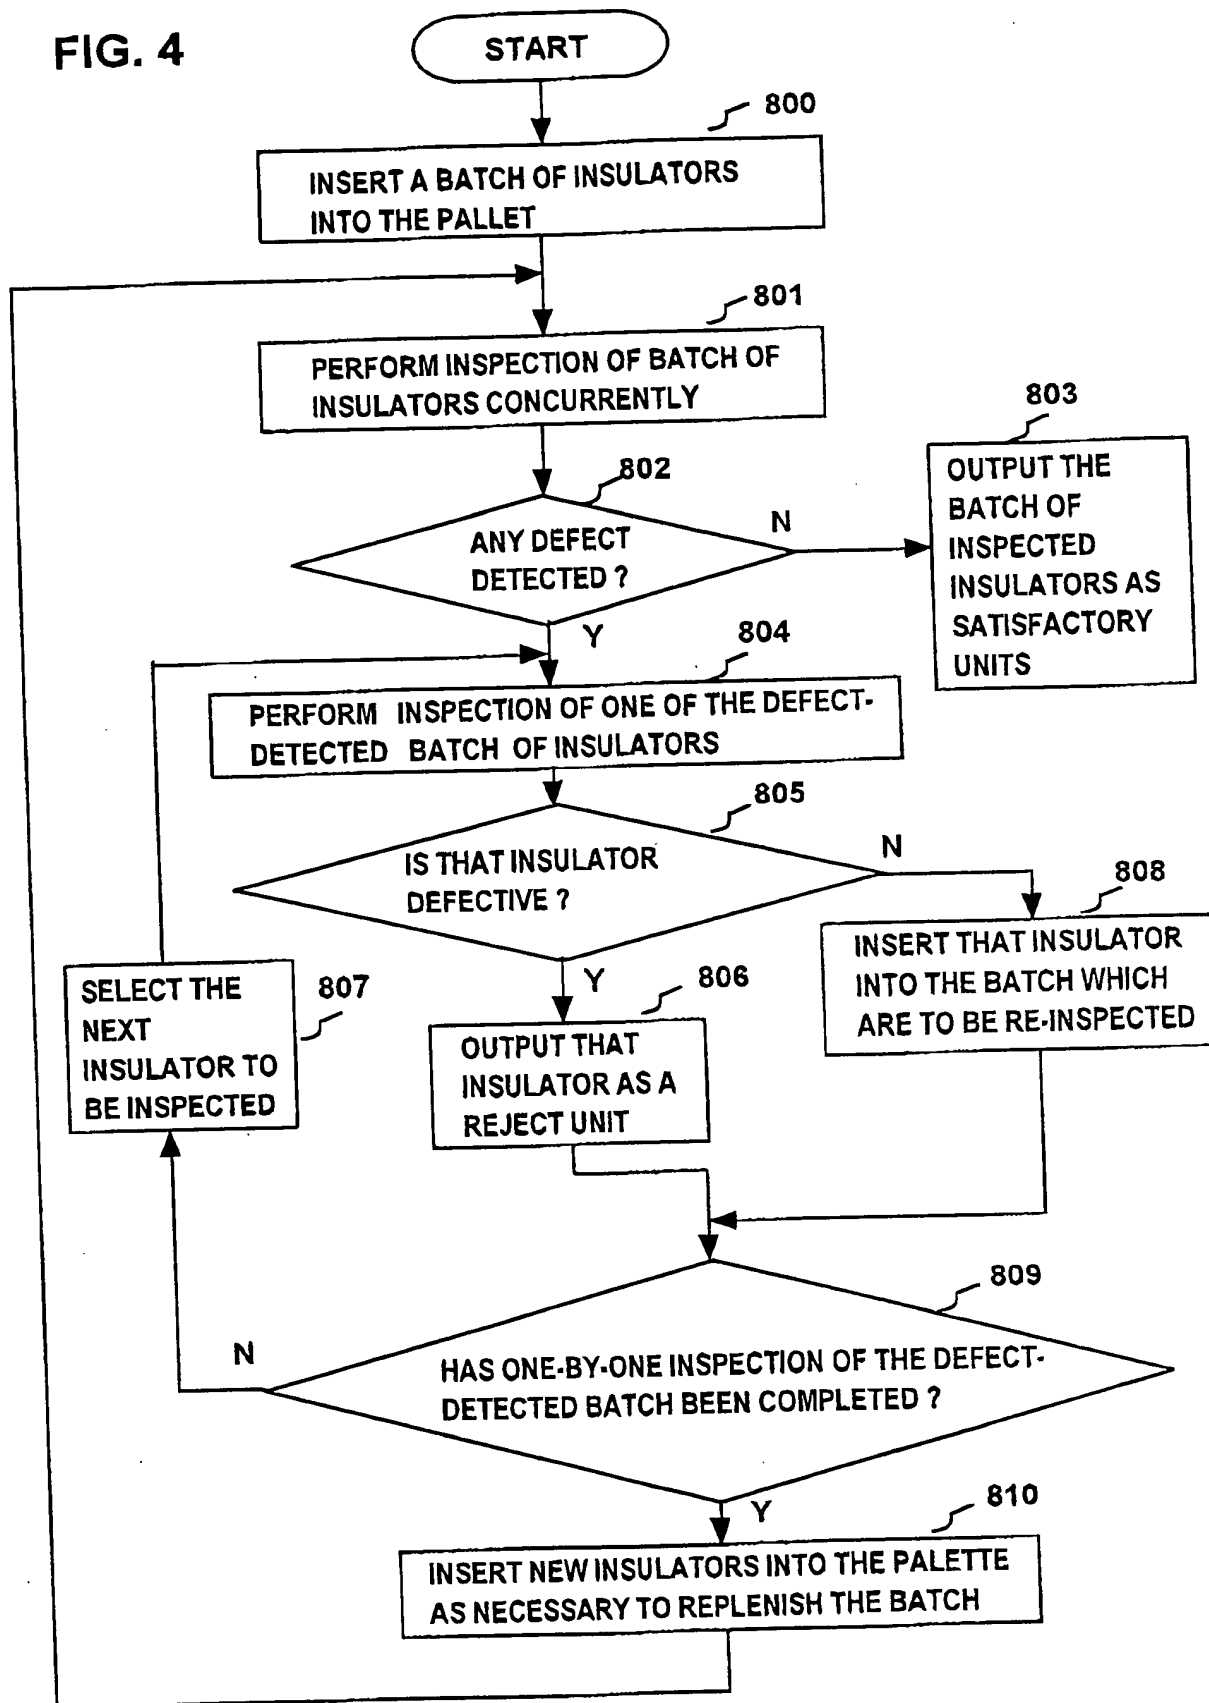 FIG. 4
START
800
INSERT A BATCH OF INSULATORS
INTO THE PALLET
801
PERFORM INSPECTION OF BATCH OF
INSULATORS CONCURRENTLY
802
ANY DEFECT
DETECTED ?
N
803
OUTPUT THE
BATCH OF
INSPECTED
INSULATORS AS
SATISFACTORY
UNITS
Y
804
PERFORM INSPECTION OF ONE OF THE DEFECT-
DETECTED BATCH OF INSULATORS
805
IS THAT INSULATOR
DEFECTIVE ?
N
808
INSERT THAT INSULATOR
INTO THE BATCH WHICH
ARE TO BE RE-INSPECTED
Y
806
OUTPUT THAT
INSULATOR AS A
REJECT UNIT
807
SELECT THE
NEXT
INSULATOR TO
BE INSPECTED
809
HAS ONE-BY-ONE INSPECTION OF THE DEFECT-
DETECTED BATCH BEEN COMPLETED ?
N
Y
810
INSERT NEW INSULATORS INTO THE PALETTE
AS NECESSARY TO REPLENISH THE BATCH